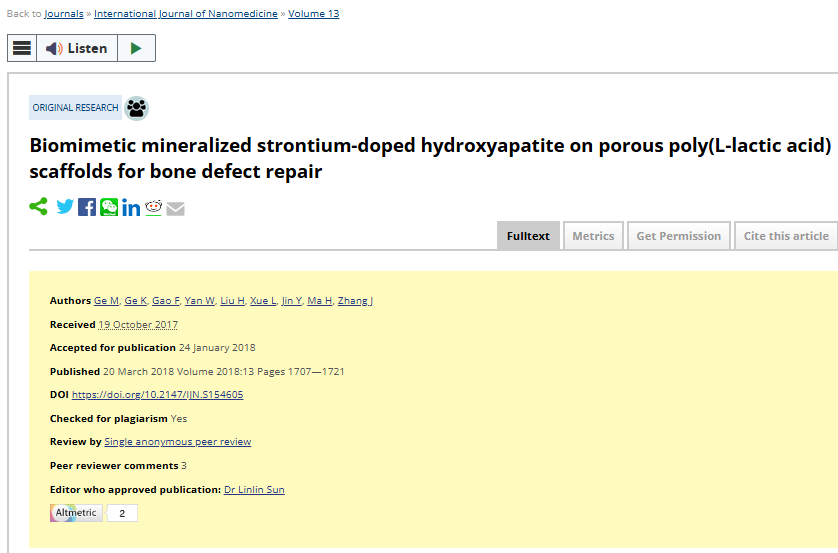 Back to Journals » International Journal of Nanomedicine » Volume 13
Listen
ORIGINAL RESEARCH
Biomimetic mineralized strontium-doped hydroxyapatite on porous poly(L-lactic acid)
scaffolds for bone defect repair
Fulltext Metrics Get Permission Cite this article
Authors Ge M, Ge K, Gao F, Yan W, Liu H, Xue L, Jin Y, Ma H, Zhang J
Received 19 October 2017
Accepted for publication 24 January 2018
Published 20 March 2018 Volume 2018:13 Pages 1707—1721
DOI https://doi.org/10.2147/IJN.S154605
Checked for plagiarism Yes
Review by Single anonymous peer review
Peer reviewer comments 3
Editor who approved publication: Dr Linlin Sun
Altmetric 2